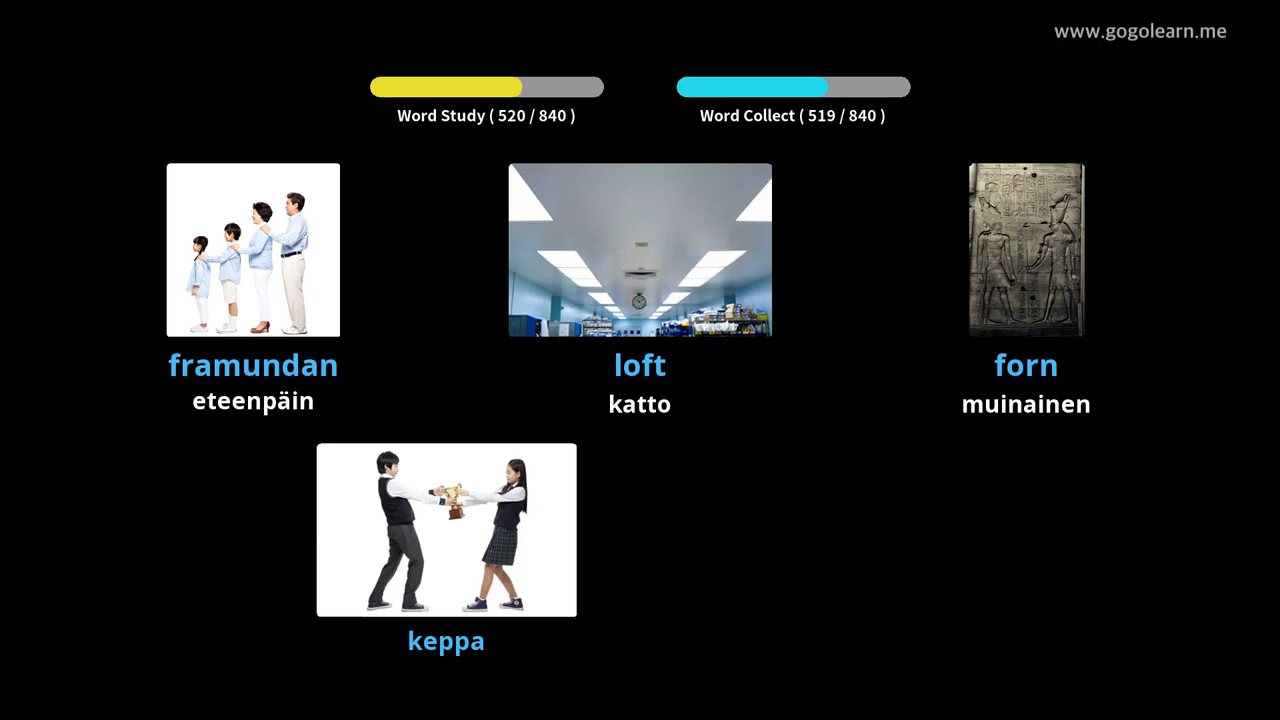 www.gogolearn.me
Word Study ( 520 / 840 )
Word Collect ( 519 / 840 )
framundan
eteenpäin
loft
katto
forn
muinainen
keppa